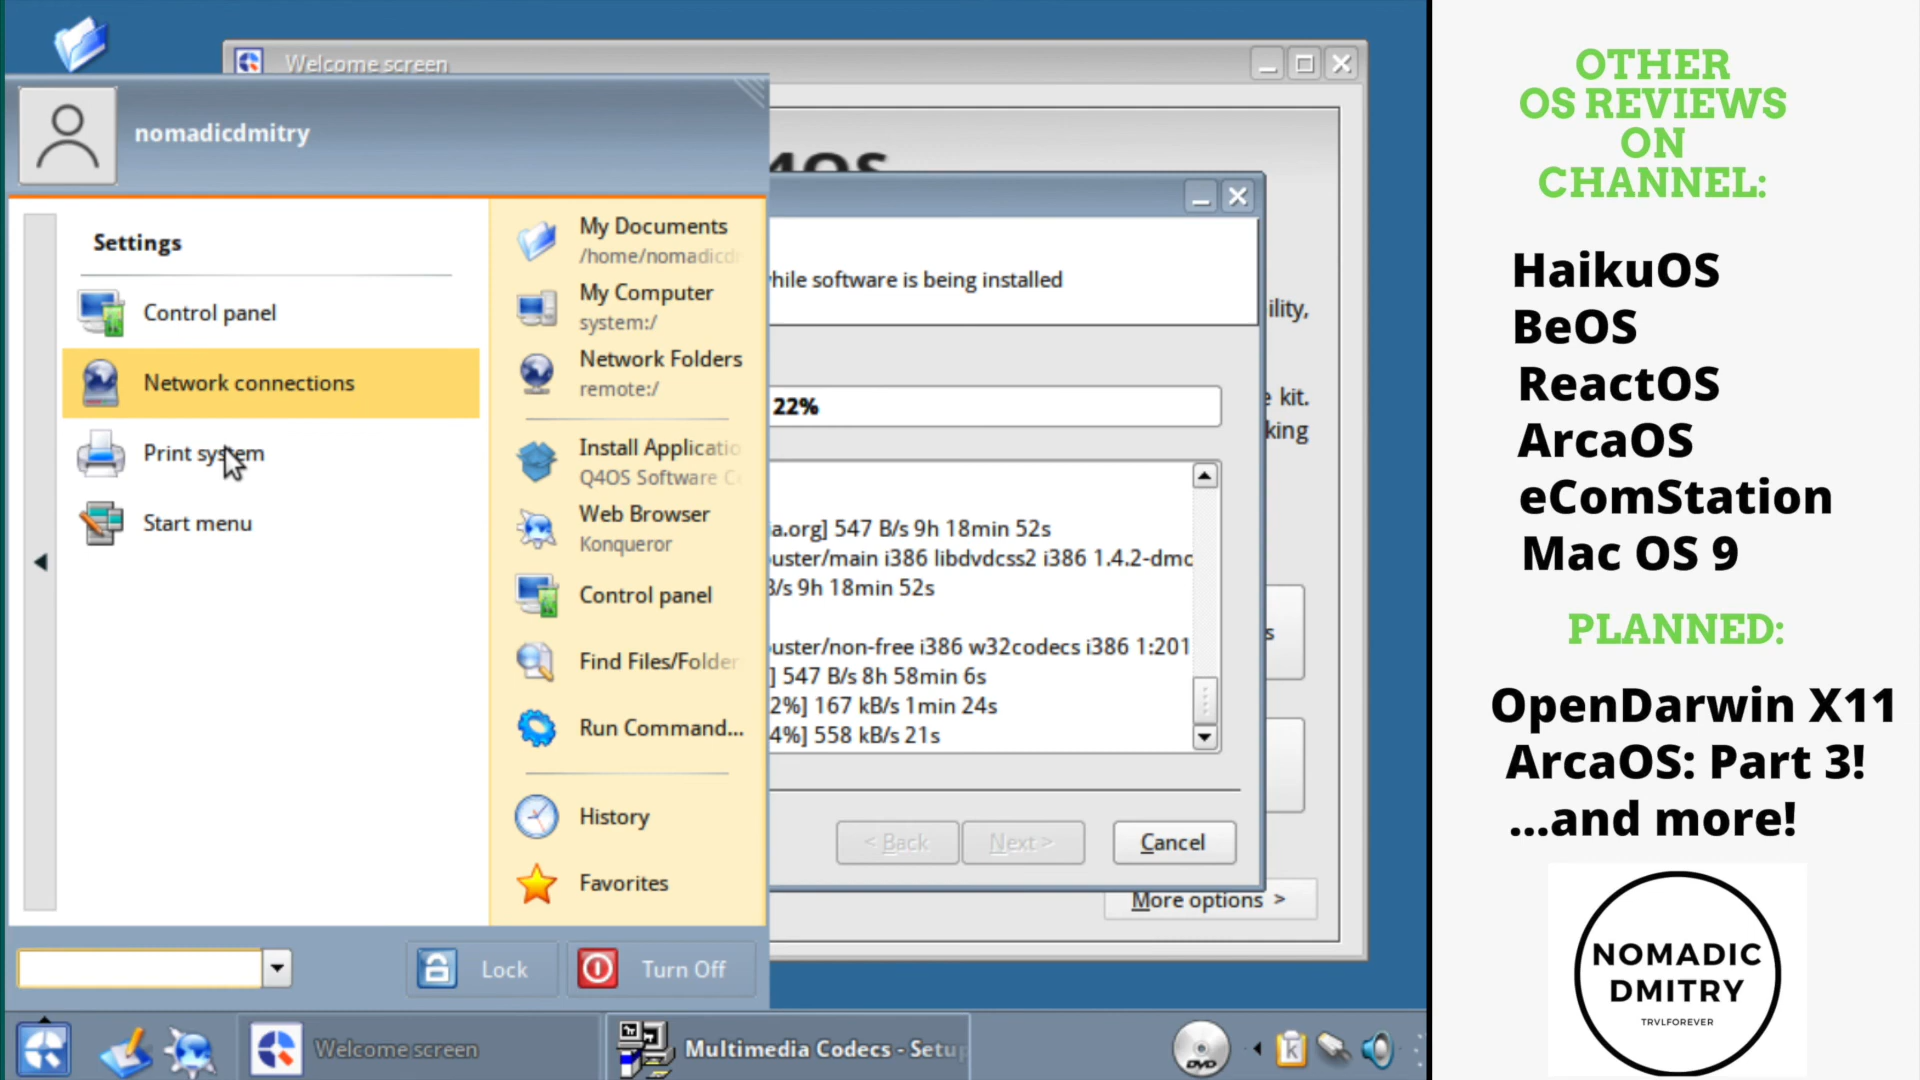 Welcome screen
nomadicdmitry
Settings
Control panel
Network connections
Print system
Start menu
My Documents
/home/nomadicd
My Computer
system:/
Network Folders
remote:/
Install Applicatio
Q4OS Software C
Web Browser
Konqueror
Control panel
Find Files/Folder
Run Command...
History
Favorites
Lock
Turn Off
4OS
while software is being installed
ility,
22%
e kit.
king
ia.org] 547 B/s 9h 18min 52s
uster/main i386 libdvdcss2 i386 1.4.2-dmo
B/s 9h 18min 52s
uster/non-free i386 w32codecs i386 1:201
] 547 B/s 8h 58min 6s
2%] 167 kB/s 1min 24s
4%] 558 kB/s 21s
s
< Back
Next >
Cancel
More options >
Welcome screen
Multimedia Codecs - Setup
DVD
k
OTHER
OS REVIEWS
ON
CHANNEL:
HaikuOS
BeOS
ReactOS
ArcaOS
eComStation
Mac OS 9
PLANNED:
OpenDarwin X11
ArcaOS: Part 3!
...and more!
NOMADIC
DMITRY
TRVLFOREVER